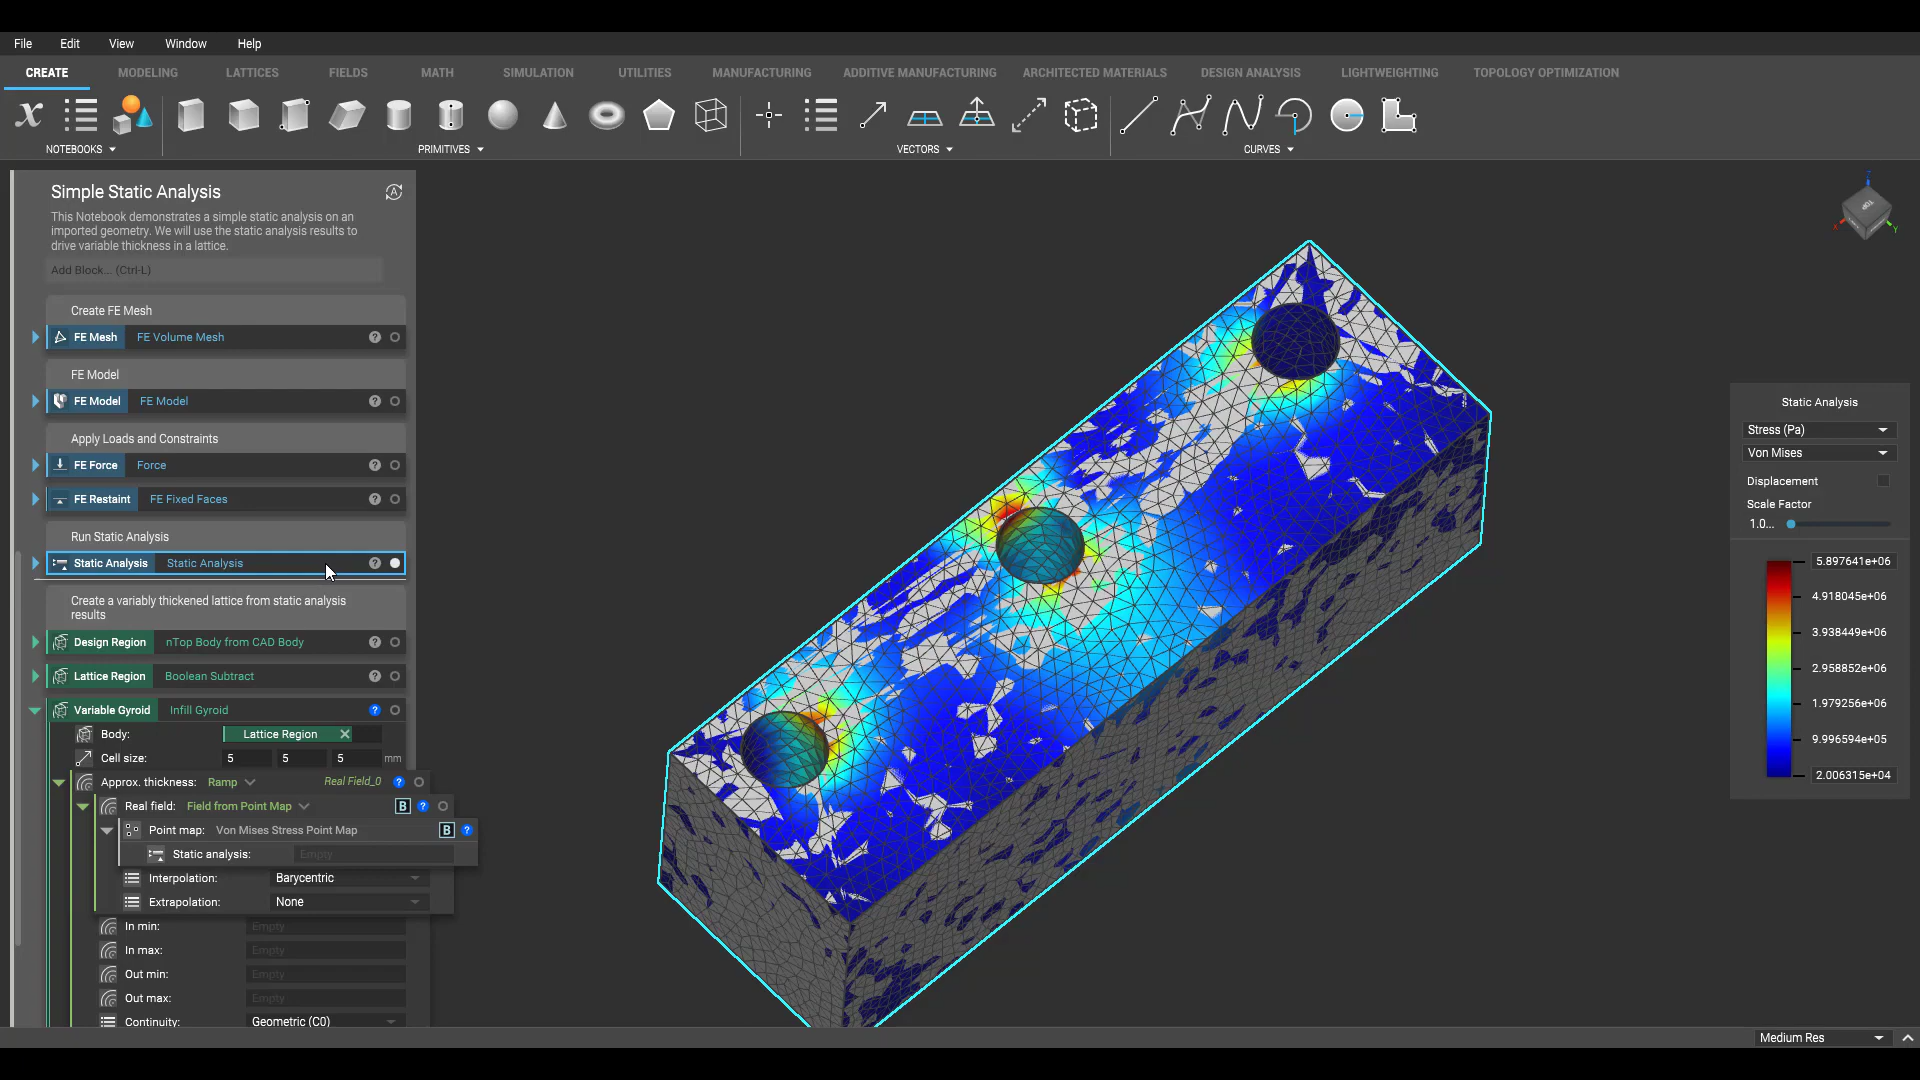 File Edit View Window Help
CREATE MODELING LATTICES FIELDS MATH SIMULATION UTILITIES MANUFACTURING ADDITIVE MANUFACTURING ARCHITECTED MATERIALS DESIGN ANALYSIS LIGHTWEIGHTING TOPOLOGY OPTIMIZATION
NOTEBOOKS PRIMITIVES VECTORS CURVES
Simple Static Analysis
This Notebook demonstrates a simple static analysis on an
imported geometry. We will use the static analysis results to
drive variable thickness in a lattice.
Add Block... (Ctrl-L)
Create FE Mesh
FE Mesh FE Volume Mesh
FE Model
FE Model FE Model
Apply Loads and Constraints
FE Force Force
FE Restraint FE Fixed Faces
Run Static Analysis
Static Analysis Static Analysis
Create a variably thickened lattice from static analysis
results
Design Region nTop Body from CAD Body
Lattice Region Boolean Subtract
Variable Gyroid Infill Gyroid
Body: Lattice Region
Cell size: 5 5 5 mm
Approx. thickness: Ramp Real Field_0
Real field: Field from Point Map B
Point map: Von Mises Stress Point Map B
Static analysis: Empty
Interpolation: Barycentric
Extrapolation: None
In min: Empty
In max: Empty
Out min: Empty
Out max: Empty
Continuity: Geometric (C0)
TOP
Z
X
Y
Static Analysis
Stress (Pa)
Von Mises
Displacement
Scale Factor
1.0...
5.897641e+06
4.918045e+06
3.938449e+06
2.958852e+06
1.979256e+06
9.996594e+05
2.006315e+04
Medium Res